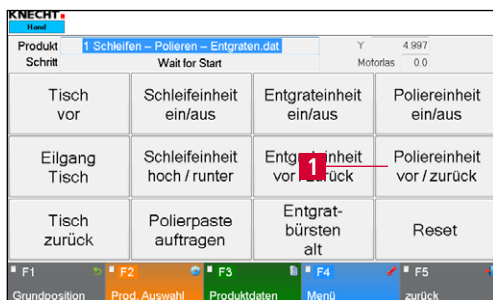 KNECHT
Hand
Produkt 1 Schleifen – Polieren – Entgraten.dat Y 4.997
Schritt Wait for Start Motorlas 0.0
Tisch vor
Schleifeinheit ein/aus
Entgrateinheit ein/aus
Poliereinheit ein/aus
Eilgang Tisch
Schleifeinheit hoch / runter
Entgrateinheit vor / zurück
1
Poliereinheit vor / zurück
Tisch zurück
Polierpaste auftragen
Entgrat-
bürsten
alt
Reset
F1 F2 F3 F4 F5
Grundposition Prod. Auswahl Produktdaten Menü zurück